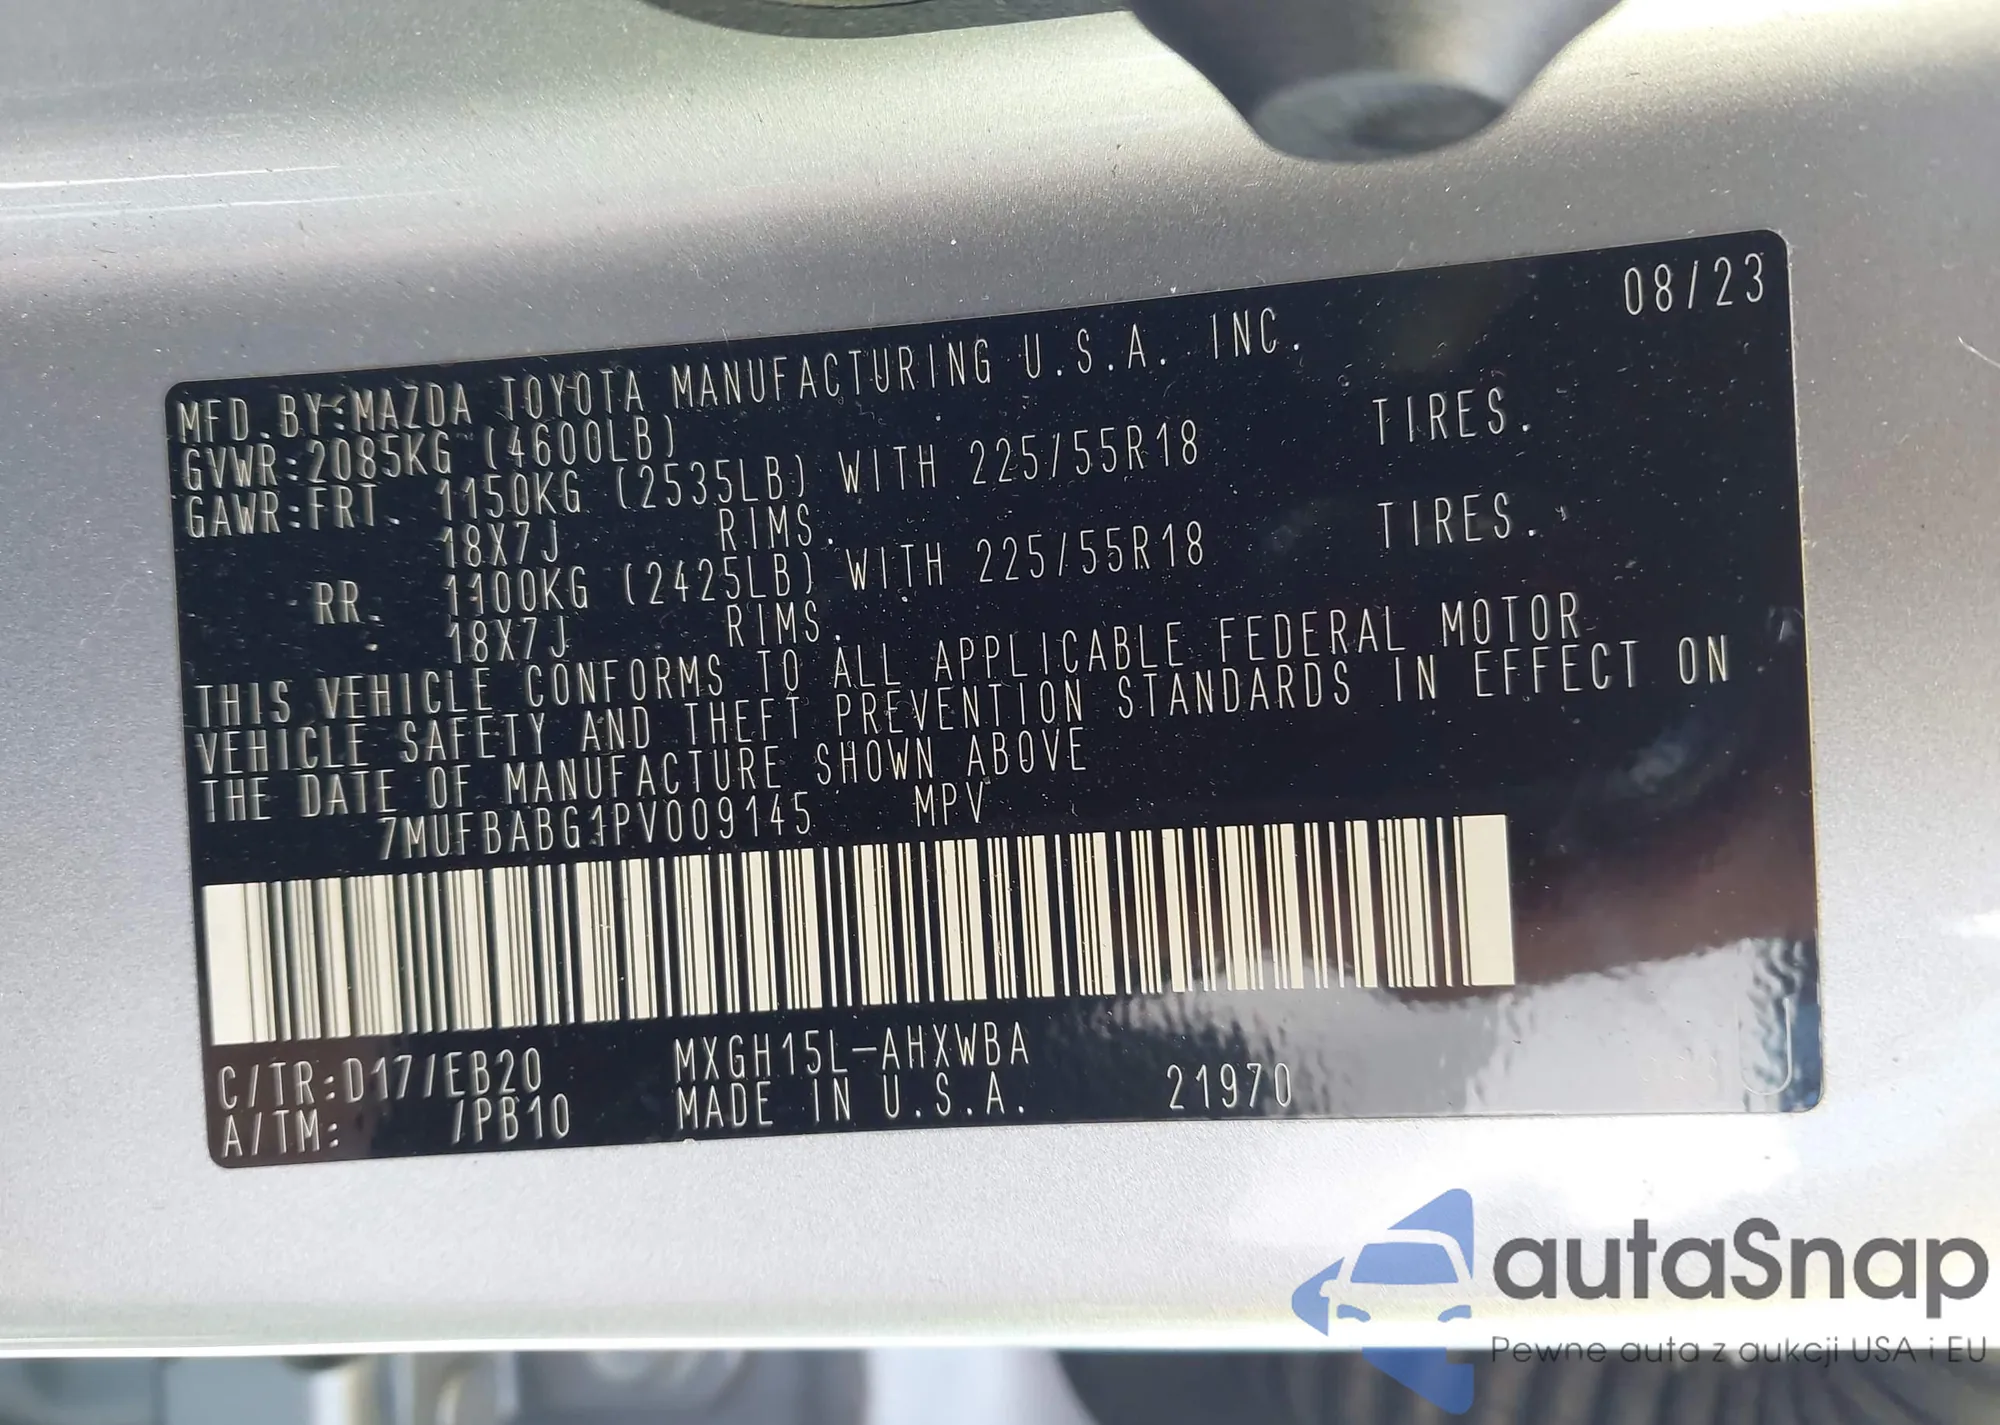 08/23
MFD. BY:MAZDA TOYOTA MANUFACTURING U.S.A. INC.
GVWR:2085KG (4600LB)
GAWR:FRT. 1150KG (2535LB) WITH 225/55R18 TIRES.
18X7J RIMS.
RR. 1100KG (2425LB) WITH 225/55R18 TIRES.
18X7J RIMS.
THIS VEHICLE CONFORMS TO ALL APPLICABLE FEDERAL MOTOR
VEHICLE SAFETY AND THEFT PREVENTION STANDARDS IN EFFECT ON
THE DATE OF MANUFACTURE SHOWN ABOVE
7MUFBABG1PV009145 MPV
C/TR:D17/EB20 MXGH15L-AHXWBA
A/TM: /PB10 MADE IN U.S.A. 21970
J
autaSnap
Pewne auta z aukcji USA i EU